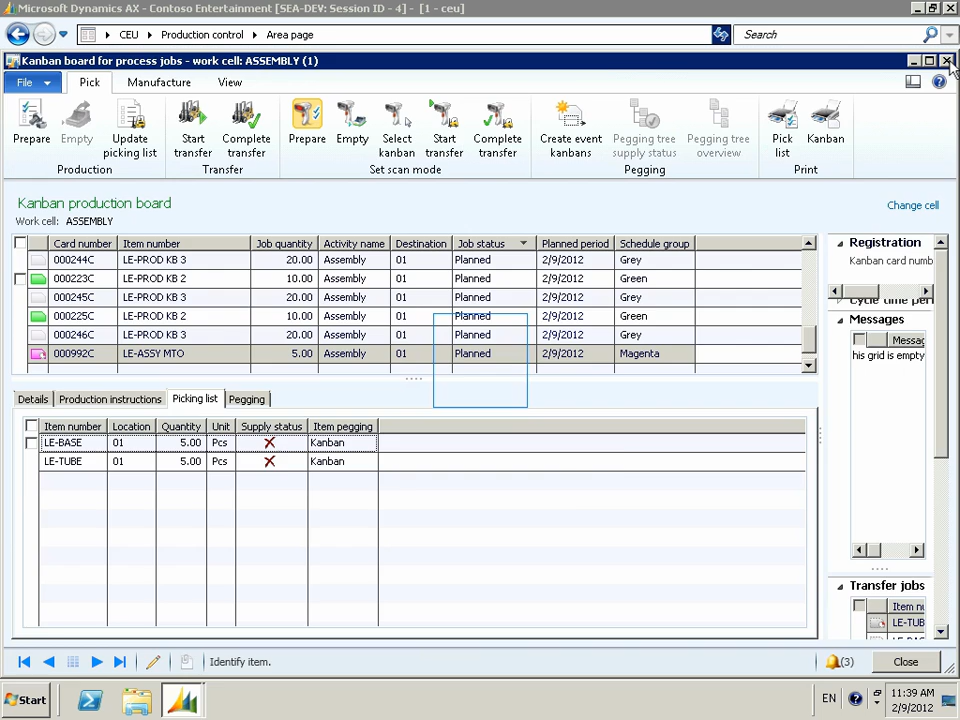 Microsoft Dynamics AX - Contoso Entertainment [SEA-DEV: Session ID - 4] - [1 - ceu]
CEU Production control Area page Search
Kanban board for process jobs - work cell: ASSEMBLY (1)
File Pick Manufacture View
Prepare Empty Update picking list Start transfer Complete transfer Prepare Empty Select kanban Start transfer Complete transfer Create event kanbans Pegging tree supply status Pegging tree overview Pick list Kanban
Production Transfer Set scan mode Pegging Print
Kanban production board
Change cell
Work cell: ASSEMBLY
Card number Item number Job quantity Activity name Destination Job status Planned period Schedule group
000244C LE-PROD KB 3 20.00 Assembly 01 Planned 2/9/2012 Grey
000223C LE-PROD KB 2 10.00 Assembly 01 Planned 2/9/2012 Green
000245C LE-PROD KB 3 20.00 Assembly 01 Planned 2/9/2012 Grey
000225C LE-PROD KB 2 10.00 Assembly 01 Planned 2/9/2012 Green
000246C LE-PROD KB 3 20.00 Assembly 01 Planned 2/9/2012 Grey
000992C LE-ASSY MTO 5.00 Assembly 01 Planned 2/9/2012 Magenta
Registration
Kanban card numb
Cycle time peri
Messages
Messag
his grid is empty
Transfer jobs
Item nu
LE-TUB
Details Production instructions Picking list Pegging
Item number Location Quantity Unit Supply status Item pegging
LE-BASE 01 5.00 Pcs Kanban
LE-TUBE 01 5.00 Pcs Kanban
Identify item.
(3) Close
Start
EN 11:39 AM
2/9/2012